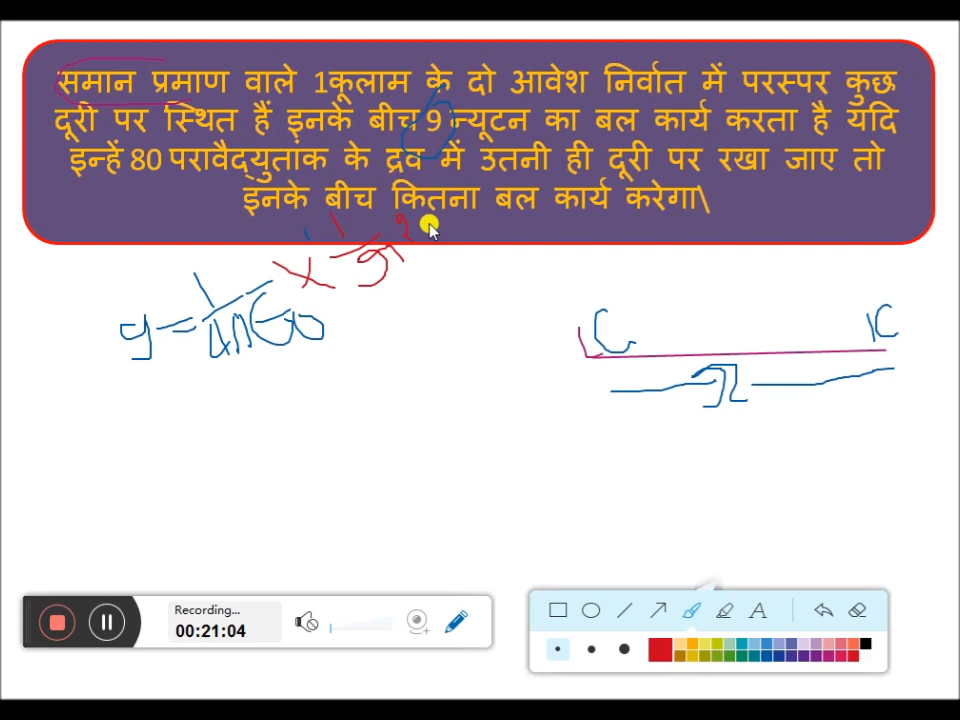 समान प्रमाण वाले 1कूलाम के दो आवेश निर्वात में परस्पर कुछ
दूरी पर स्थित हैं इनके बीच 9 न्यूटन का बल कार्य करता है यदि
इन्हें 80 परावैद्युतांक के द्रव में उतनी ही दूरी पर रखा जाए तो
इनके बीच कितना बल कार्य करेगा\
Recording...
00:21:04
A